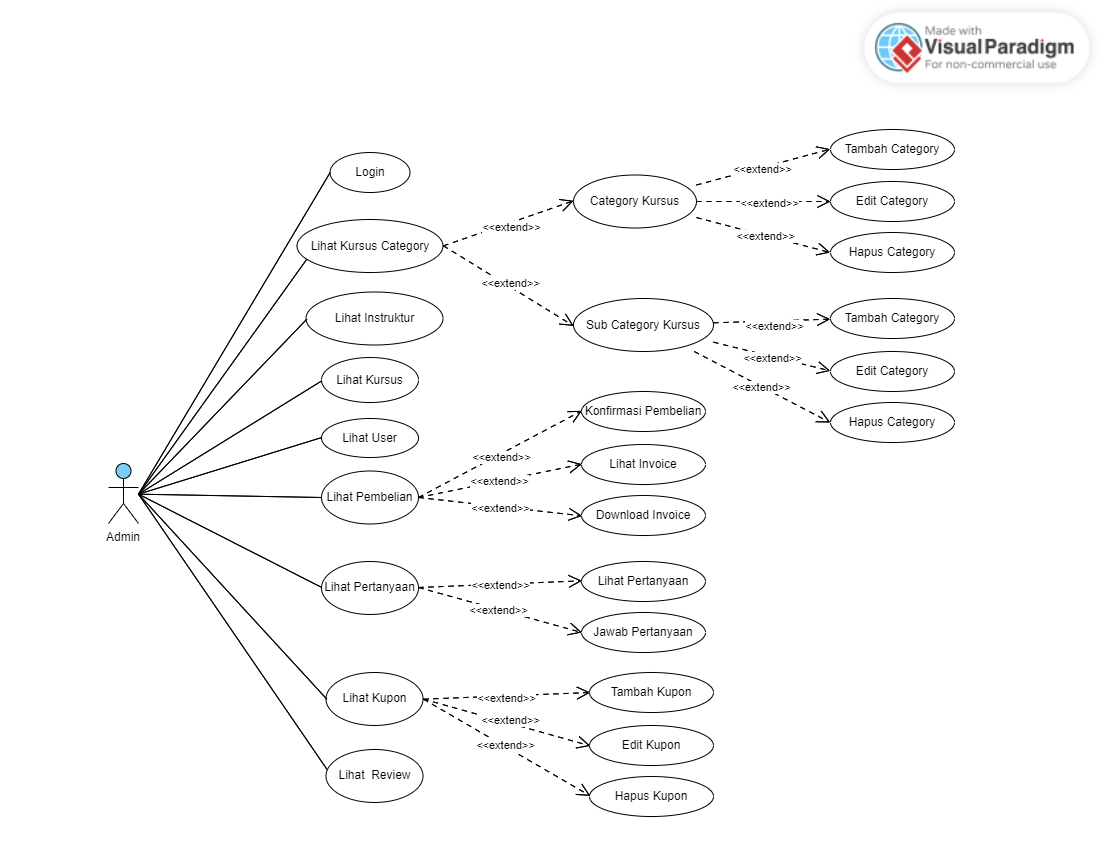 Made with
Visual Paradigm
For non-commercial use
Login
Lihat Kursus Category
Lihat Instruktur
Lihat Kursus
Lihat User
Lihat Pembelian
Lihat Pertanyaan
Lihat Kupon
Lihat  Review
Admin
<<extend>>
<<extend>>
Category Kursus
Sub Category Kursus
<<extend>>
<<extend>>
<<extend>>
Tambah Category
Edit Category
Hapus Category
<<extend>>
<<extend>>
<<extend>>
Tambah Category
Edit Category
Hapus Category
<<extend>>
<<extend>>
<<extend>>
Konfirmasi Pembelian
Lihat Invoice
Download Invoice
<<extend>>
<<extend>>
Lihat Pertanyaan
Jawab Pertanyaan
<<extend>>
<<extend>>
<<extend>>
Tambah Kupon
Edit Kupon
Hapus Kupon